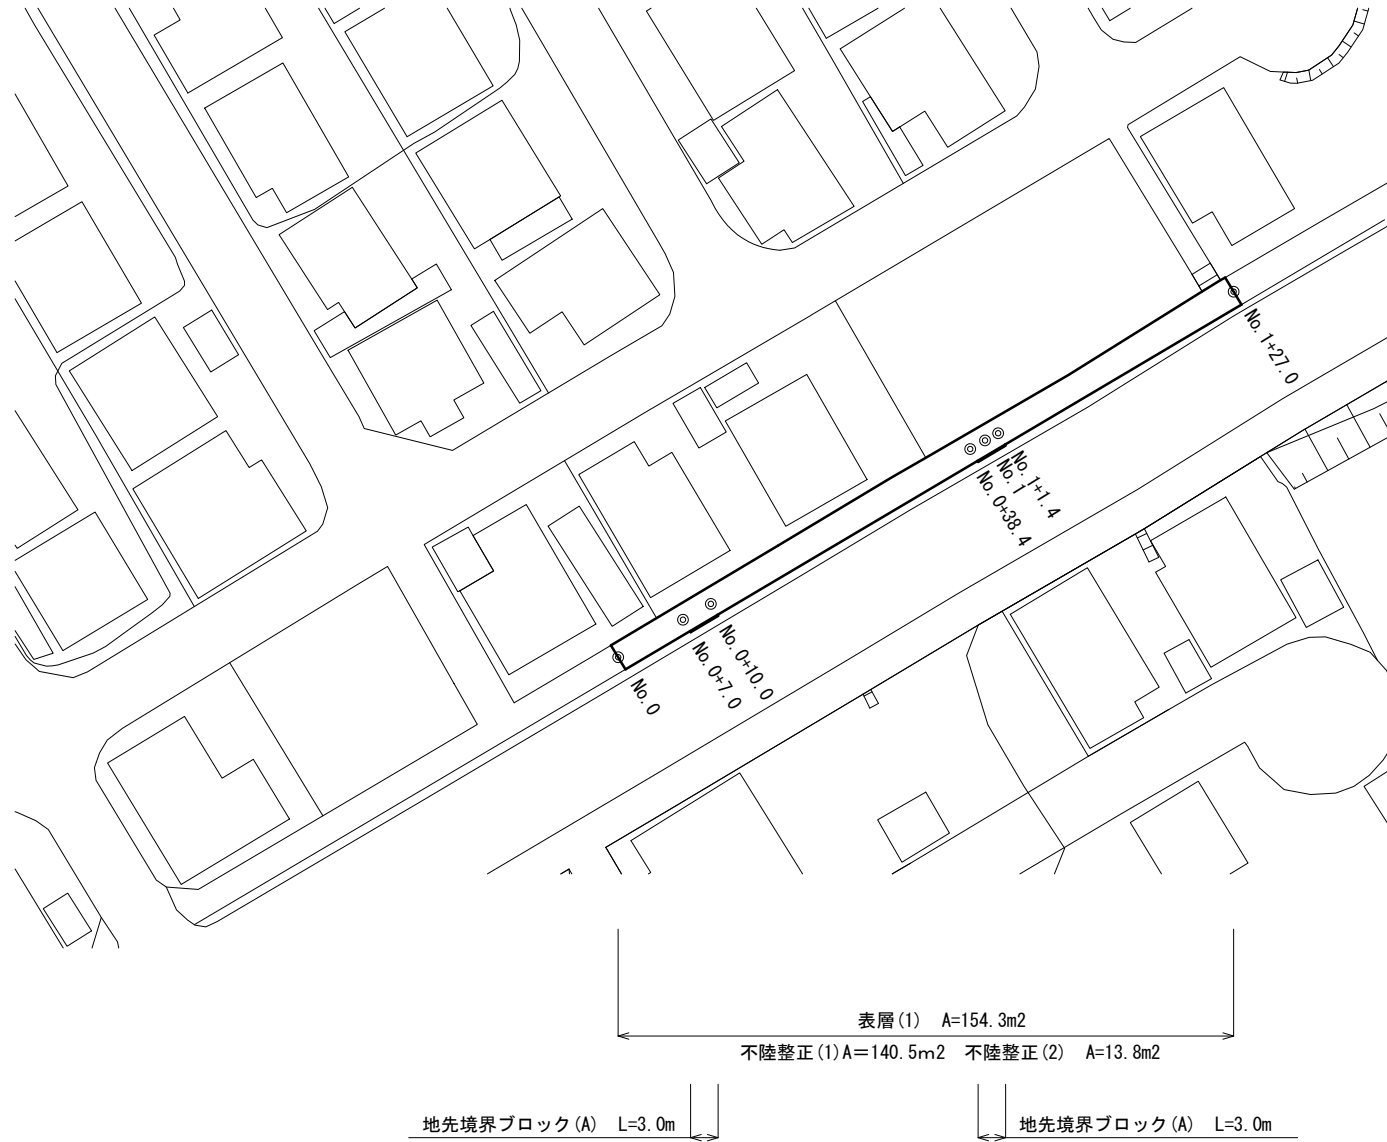 No.1+27.0
No.1+1.4
No.1
No.0+38.4
No.0+10.0
No.0+7.0
No.0
表層(1) A=154.3m2
不陸整正(1)A=140.5m2 不陸整正(2) A=13.8m2
地先境界ブロック(A) L=3.0m
地先境界ブロック(A) L=3.0m